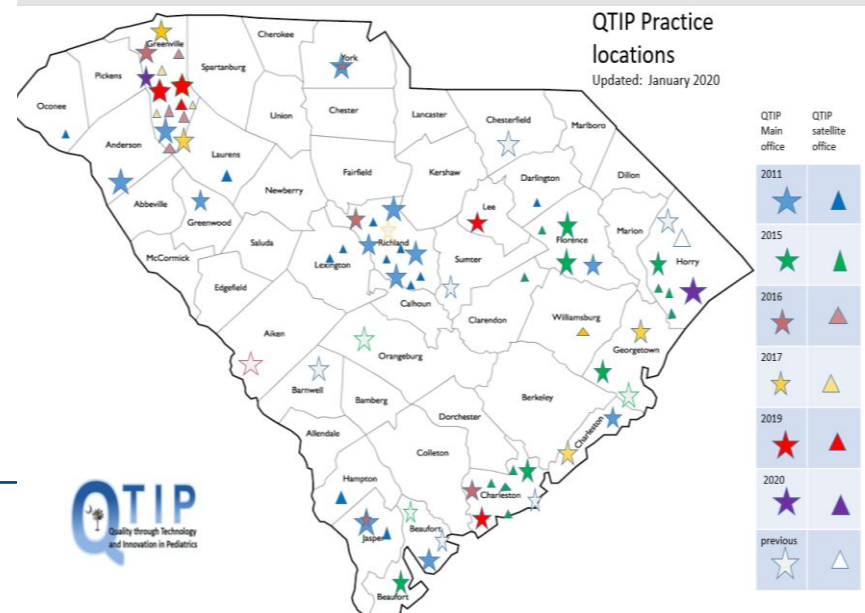 QTIP Practice
locations
Updated: January 2020
QTIP
Main
office
QTIP
satellite
office
2011
2015
2016
2017
2019
2020
previous
Cherokee
Greenville
York
Spartanburg
Pickens
Oconee
Union
Chester
Lancaster
Chesterfield
Marlboro
Anderson
Laurens
Fairfield
Kershaw
Darlington
Dillon
Newberry
Lee
Abbeville
Greenwood
Marion
Florence
Richland
Saluda
McCormick
Lexington
Sumter
Horry
Edgefield
Calhoun
Clarendon
Williamsburg
Aiken
Orangeburg
Georgetown
Barnwell
Bamberg
Berkeley
Dorchester
Charleston
Allendale
Colleton
Hampton
Charleston
Jasper
Beaufort
Beaufort
QTIP
Quality through Technology
and Innovation in Pediatrics